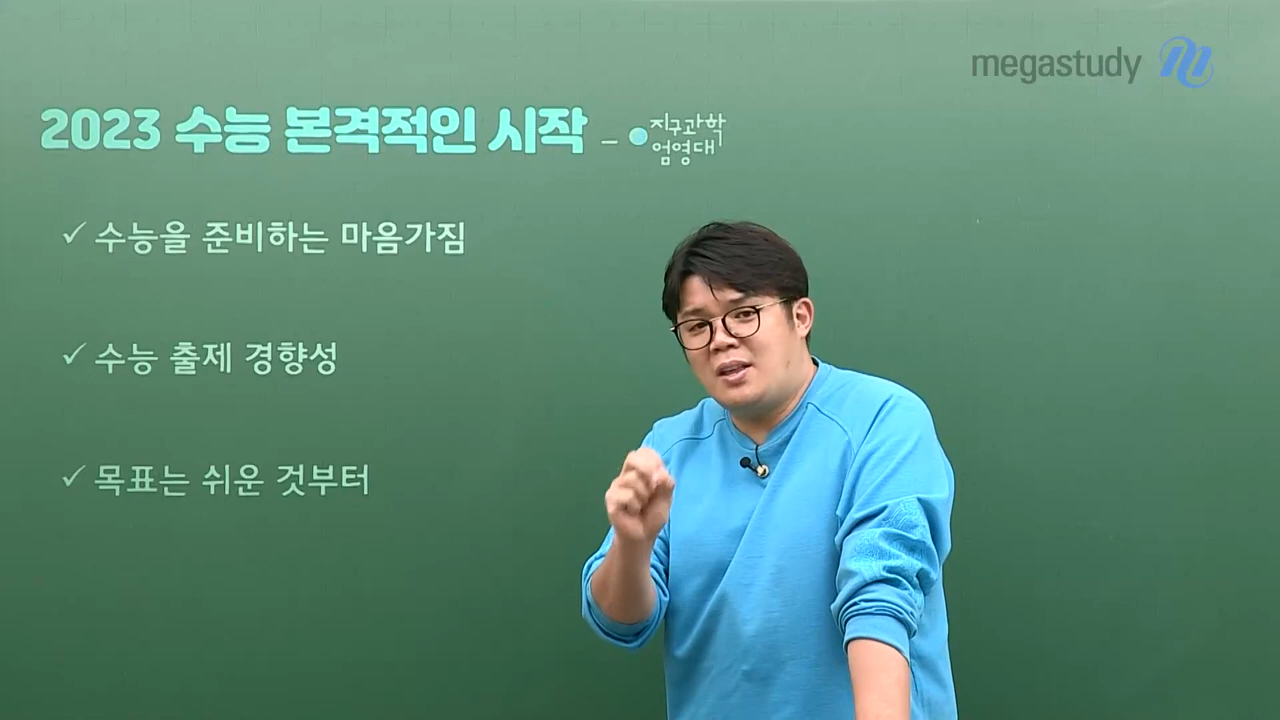 megastudy
2023 수능 본격적인 시작 – 지구과학
엄영대
✓ 수능을 준비하는 마음가짐
✓ 수능 출제 경향성
✓ 목표는 쉬운 것부터